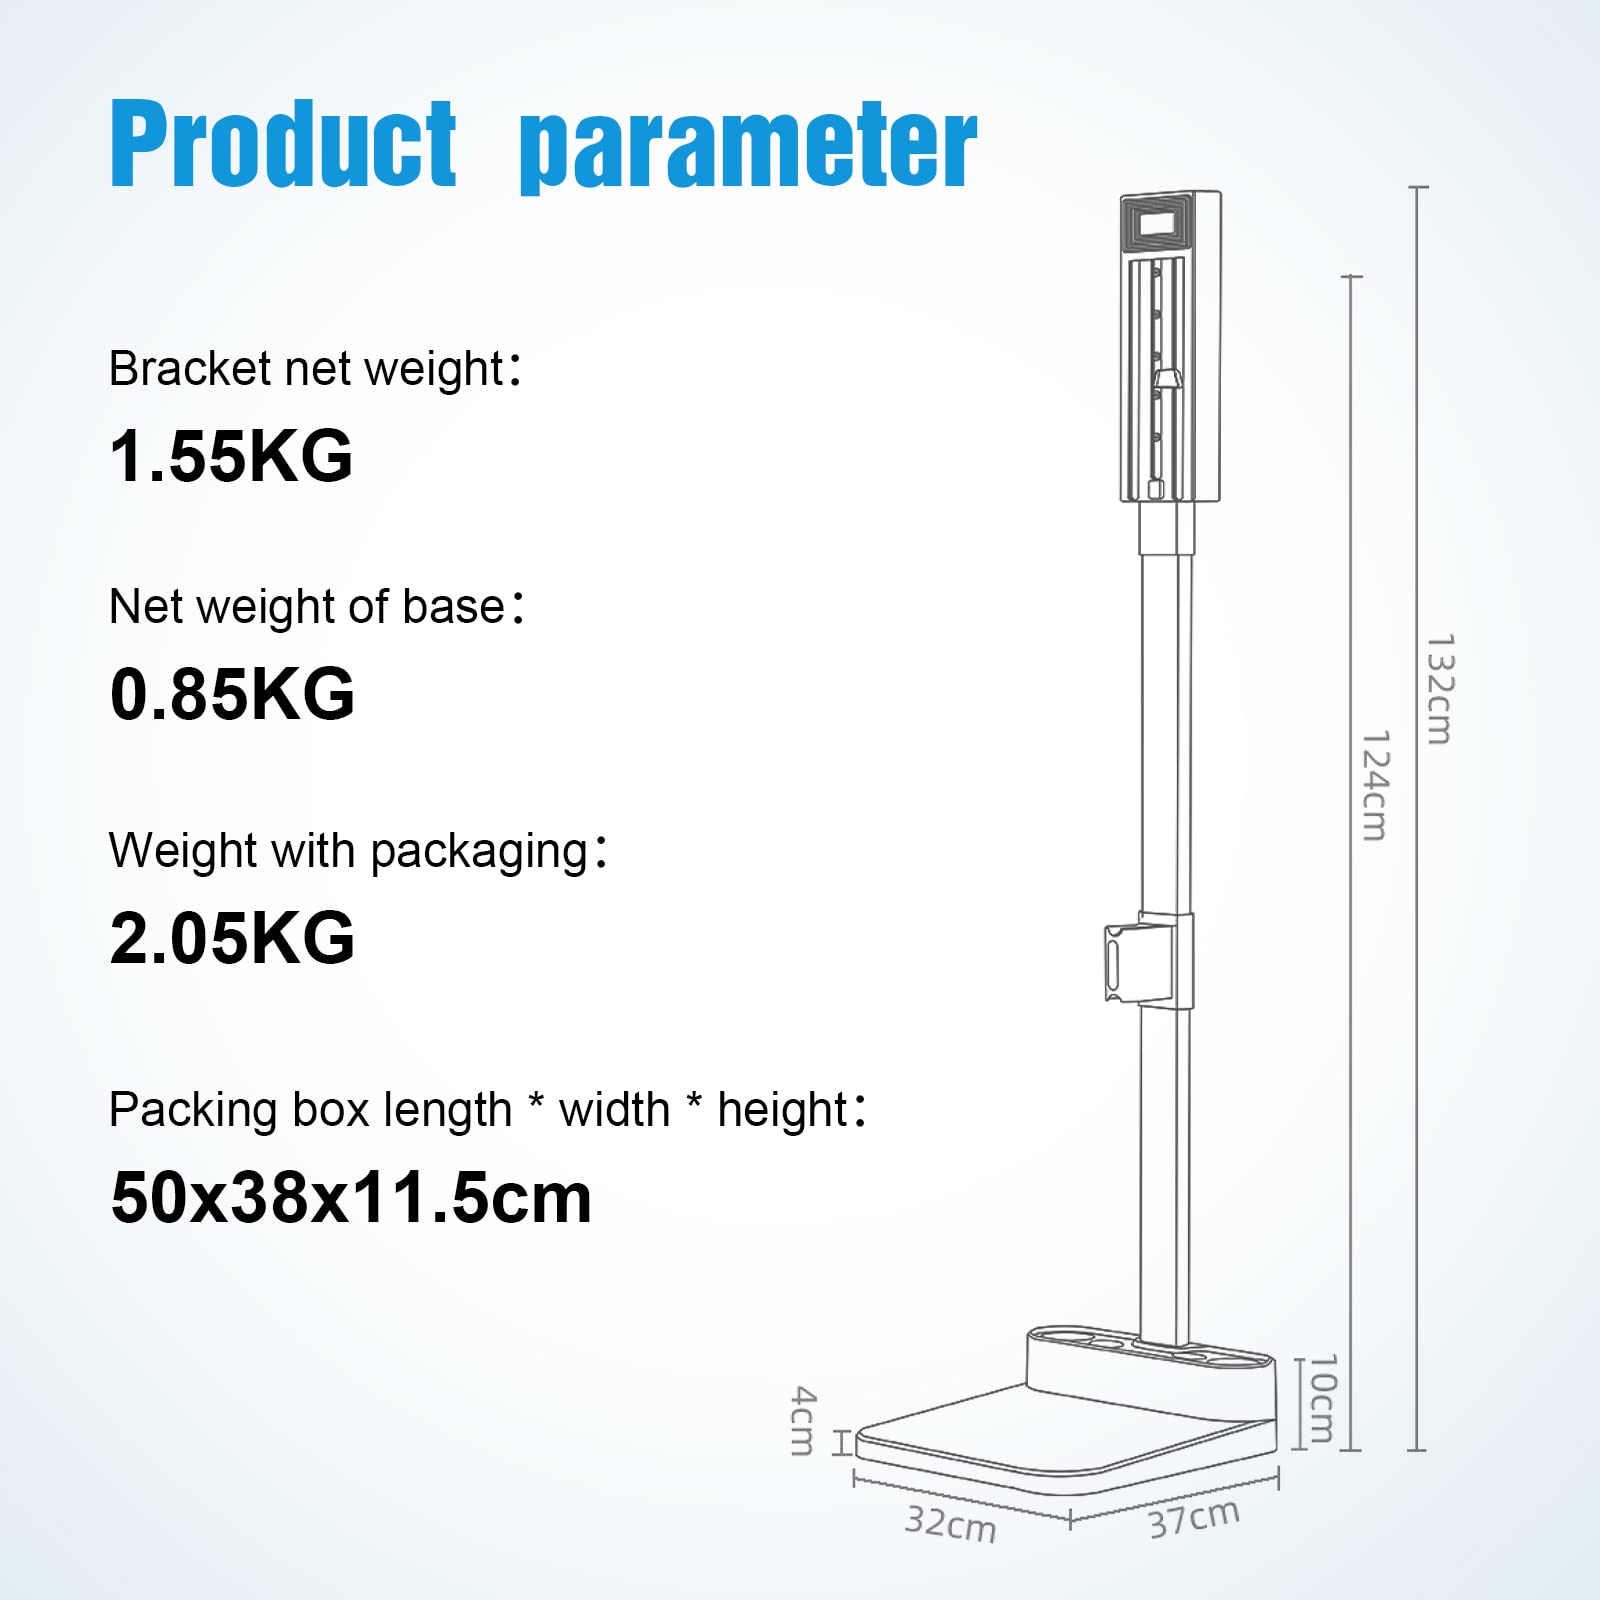 Product parameter
Bracket net weight：
1.55KG
Net weight of base：
0.85KG
Weight with packaging：
2.05KG
Packing box length * width * height：
50x38x11.5cm
132cm
124cm
10cm
4cm
32cm
37cm